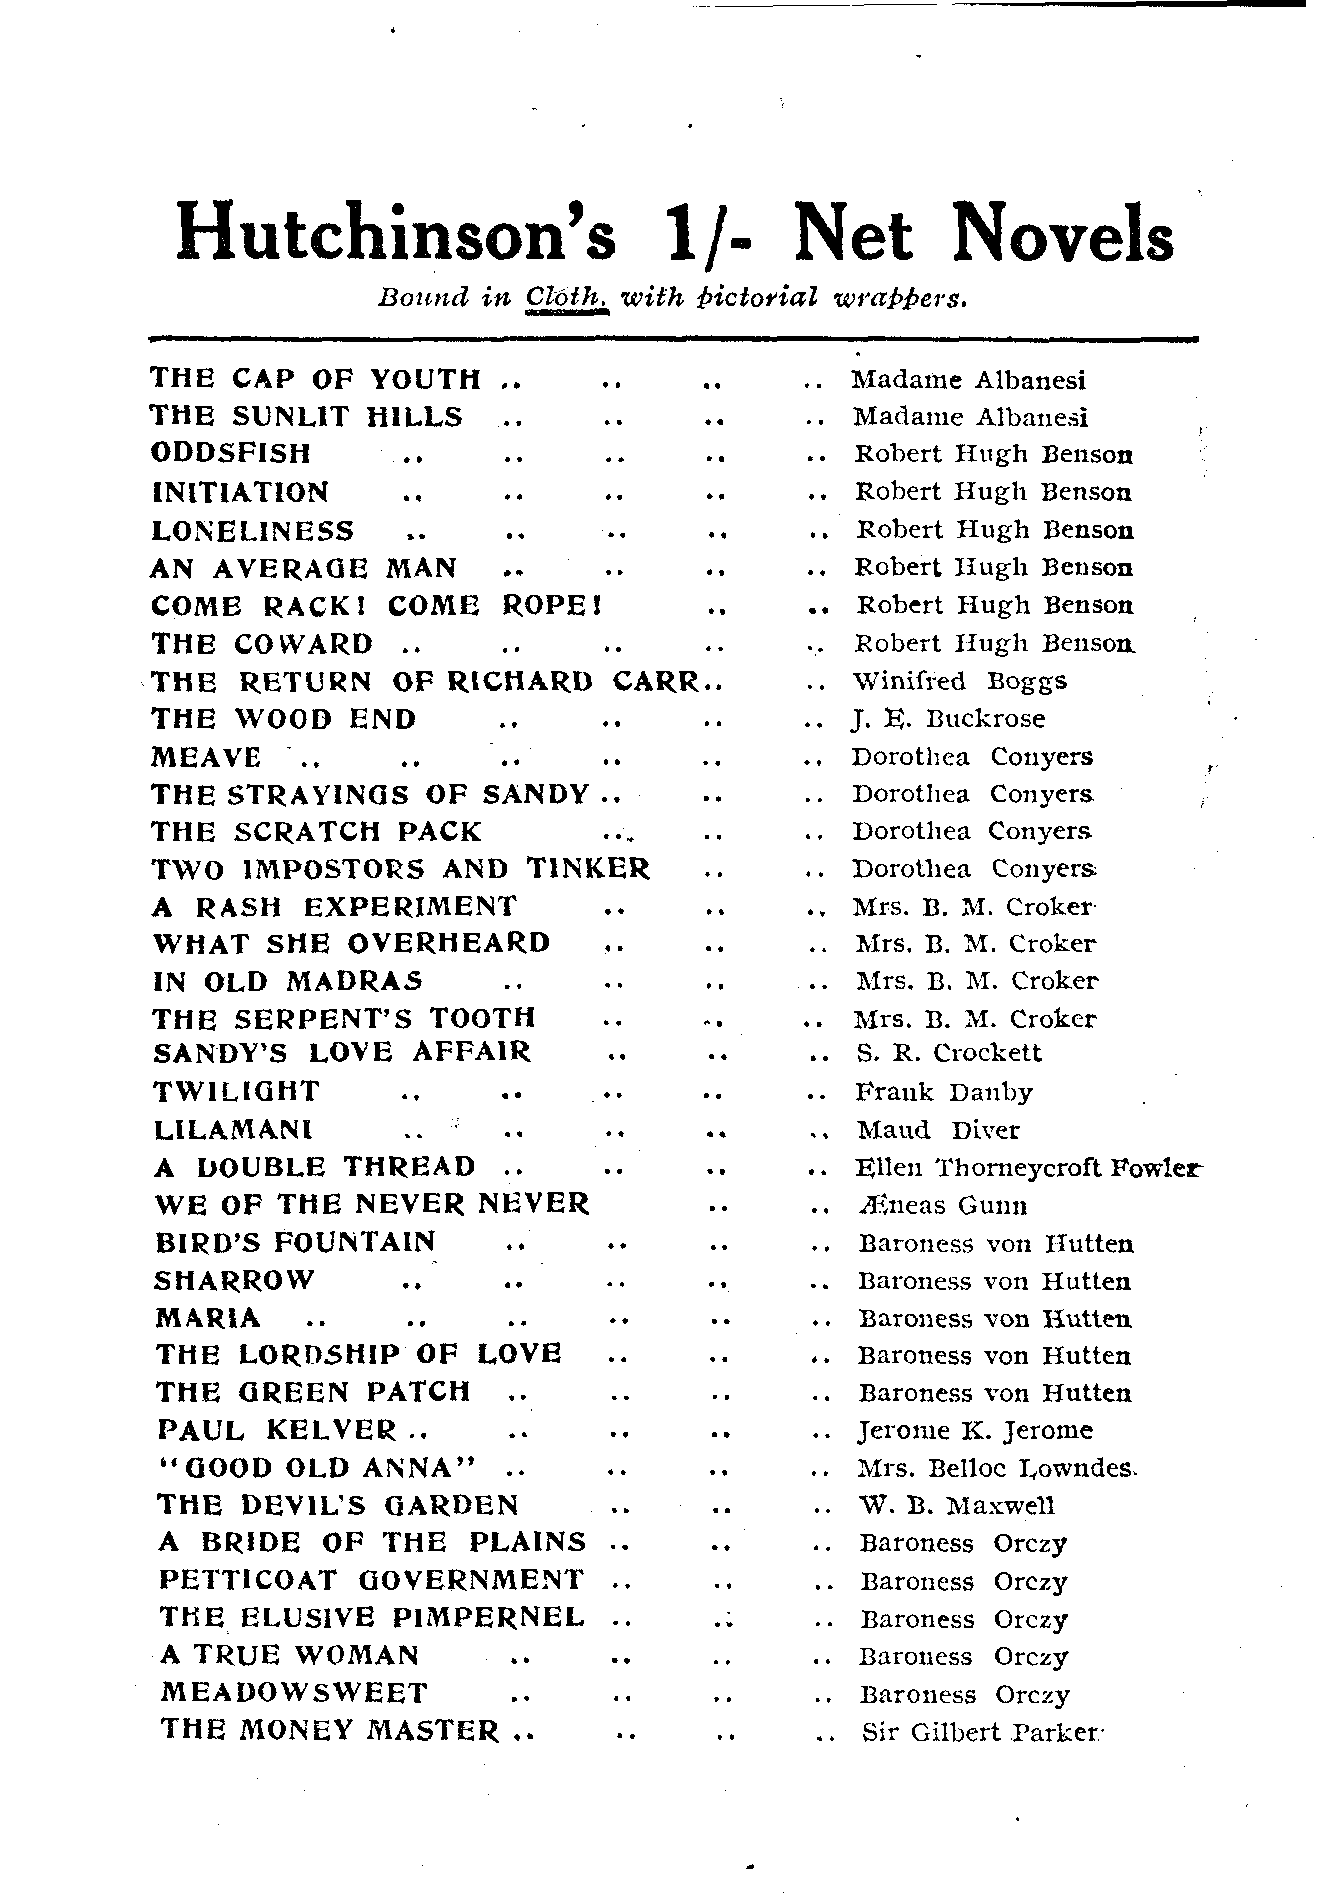 Hutchinson's 1/- Net Novels
Bound in Cloth, with pictorial wrappers.
THE CAP OF YOUTH .. .. .. .. Madame Albanesi
THE SUNLIT HILLS .. .. .. .. Madame Albanesi
ODDSFISH .. .. .. .. .. Robert Hugh Benson
INITIATION .. .. .. .. .. Robert Hugh Benson
LONELINESS .. .. .. .. .. Robert Hugh Benson
AN AVERAGE MAN .. .. .. .. Robert Hugh Benson
COME RACK! COME ROPE! .. .. Robert Hugh Benson
THE COWARD .. .. .. .. .. Robert Hugh Benson
THE RETURN OF RICHARD CARR.. .. Winifred Boggs
THE WOOD END .. .. .. .. J. E. Buckrose
MEAVE .. .. .. .. .. .. Dorothea Conyers
THE STRAYINGS OF SANDY .. .. .. Dorothea Conyers
THE SCRATCH PACK .. .. .. Dorothea Conyers
TWO IMPOSTORS AND TINKER .. .. Dorothea Conyers
A RASH EXPERIMENT .. .. .. Mrs. B. M. Croker
WHAT SHE OVERHEARD .. .. .. Mrs. B. M. Croker
IN OLD MADRAS .. .. .. .. Mrs. B. M. Croker
THE SERPENT'S TOOTH .. .. .. Mrs. B. M. Croker
SANDY'S LOVE AFFAIR .. .. .. S. R. Crockett
TWILIGHT .. .. .. .. .. Frank Danby
LILAMANI .. .. .. .. .. Maud Diver
A DOUBLE THREAD .. .. .. .. Ellen Thorneycroft Fowler
WE OF THE NEVER NEVER .. .. Æneas Gunn
BIRD'S FOUNTAIN .. .. .. .. Baroness von Hutten
SHARROW .. .. .. .. .. Baroness von Hutten
MARIA .. .. .. .. .. .. Baroness von Hutten
THE LORDSHIP OF LOVE .. .. .. Baroness von Hutten
THE GREEN PATCH .. .. .. .. Baroness von Hutten
PAUL KELVER .. .. .. .. .. Jerome K. Jerome
"GOOD OLD ANNA" .. .. .. .. Mrs. Belloc Lowndes.
THE DEVIL'S GARDEN .. .. .. W. B. Maxwell
A BRIDE OF THE PLAINS .. .. .. Baroness Orczy
PETTICOAT GOVERNMENT .. .. .. Baroness Orczy
THE ELUSIVE PIMPERNEL .. .. .. Baroness Orczy
A TRUE WOMAN .. .. .. .. Baroness Orczy
MEADOWSWEET .. .. .. .. Baroness Orczy
THE MONEY MASTER .. .. .. .. Sir Gilbert Parker